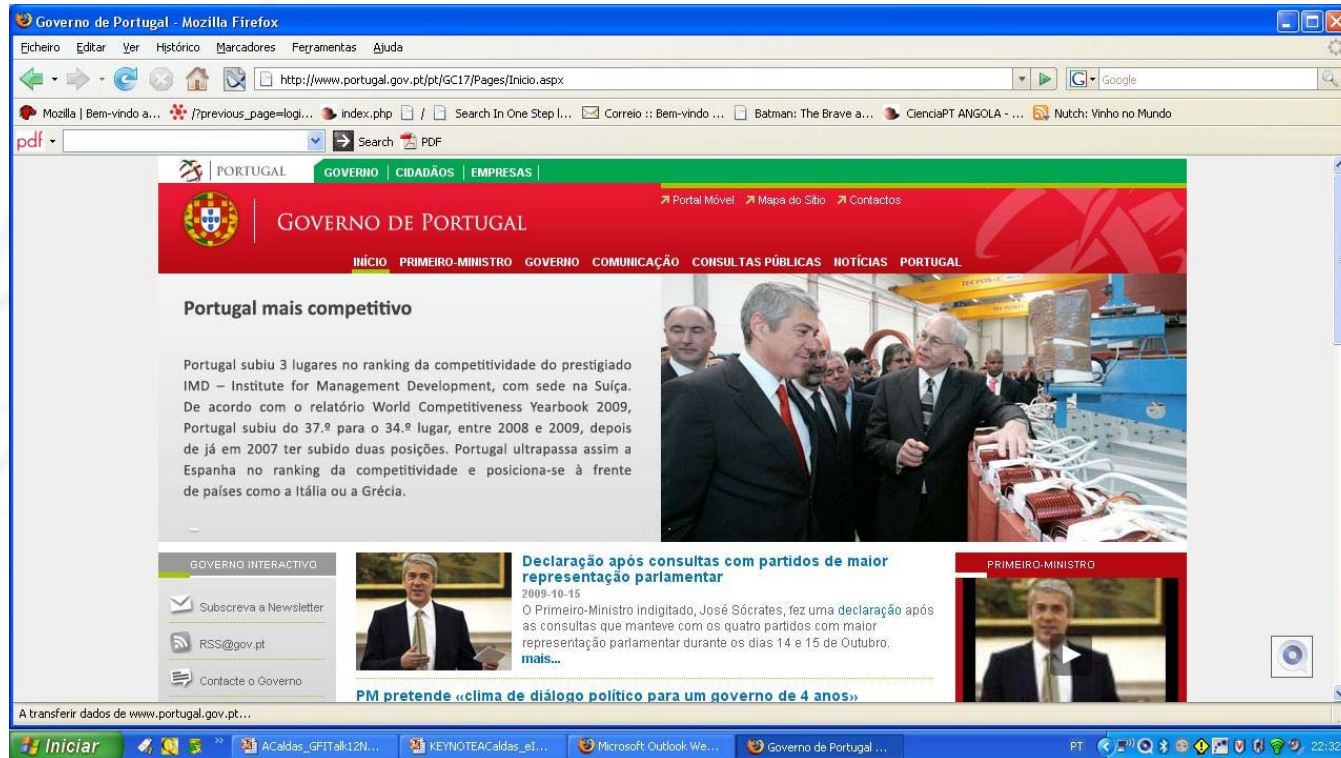 Governo de Portugal - Mozilla Firefox
Ficheiro Editar Ver Histórico Marcadores Ferramentas Ajuda
http://www.portugal.gov.pt/pt/GC17/Pages/Inicio.aspx
Google
Mozilla | Bem-vindo a... /?previous_page=logi... index.php / Search In One Step l... Correio :: Bem-vindo ... Batman: The Brave a... CienciaPT ANGOLA - ... Nutch: Vinho no Mundo
pdf Search PDF
PORTUGAL GOVERNO | CIDADÃOS | EMPRESAS |
Portal Móvel Mapa do Sítio Contactos
GOVERNO DE PORTUGAL
INÍCIO PRIMEIRO-MINISTRO GOVERNO COMUNICAÇÃO CONSULTAS PÚBLICAS NOTÍCIAS PORTUGAL
Portugal mais competitivo
Portugal subiu 3 lugares no ranking da competitividade do prestigiado
IMD – Institute for Management Development, com sede na Suíça.
De acordo com o relatório World Competitiveness Yearbook 2009,
Portugal subiu do 37.º para o 34.º lugar, entre 2008 e 2009, depois
de já em 2007 ter subido duas posições. Portugal ultrapassa assim a
Espanha no ranking da competitividade e posiciona-se à frente
de países como a Itália ou a Grécia.
GOVERNO INTERACTIVO
Subscreva a Newsletter
RSS@gov.pt
Contacte o Governo
Declaração após consultas com partidos de maior
representação parlamentar
2009-10-15
O Primeiro-Ministro indigitado, José Sócrates, fez uma declaração após
as consultas que manteve com os quatro partidos com maior
representação parlamentar durante os dias 14 e 15 de Outubro.
mais...
PM pretende «clima de diálogo político para um governo de 4 anos»
PRIMEIRO-MINISTRO
A transferir dados de www.portugal.gov.pt...
Iniciar ACaldas_GFITalk12N... KEYNOTEACaldas_eI... Microsoft Outlook We... Governo de Portugal ... PT 22:32